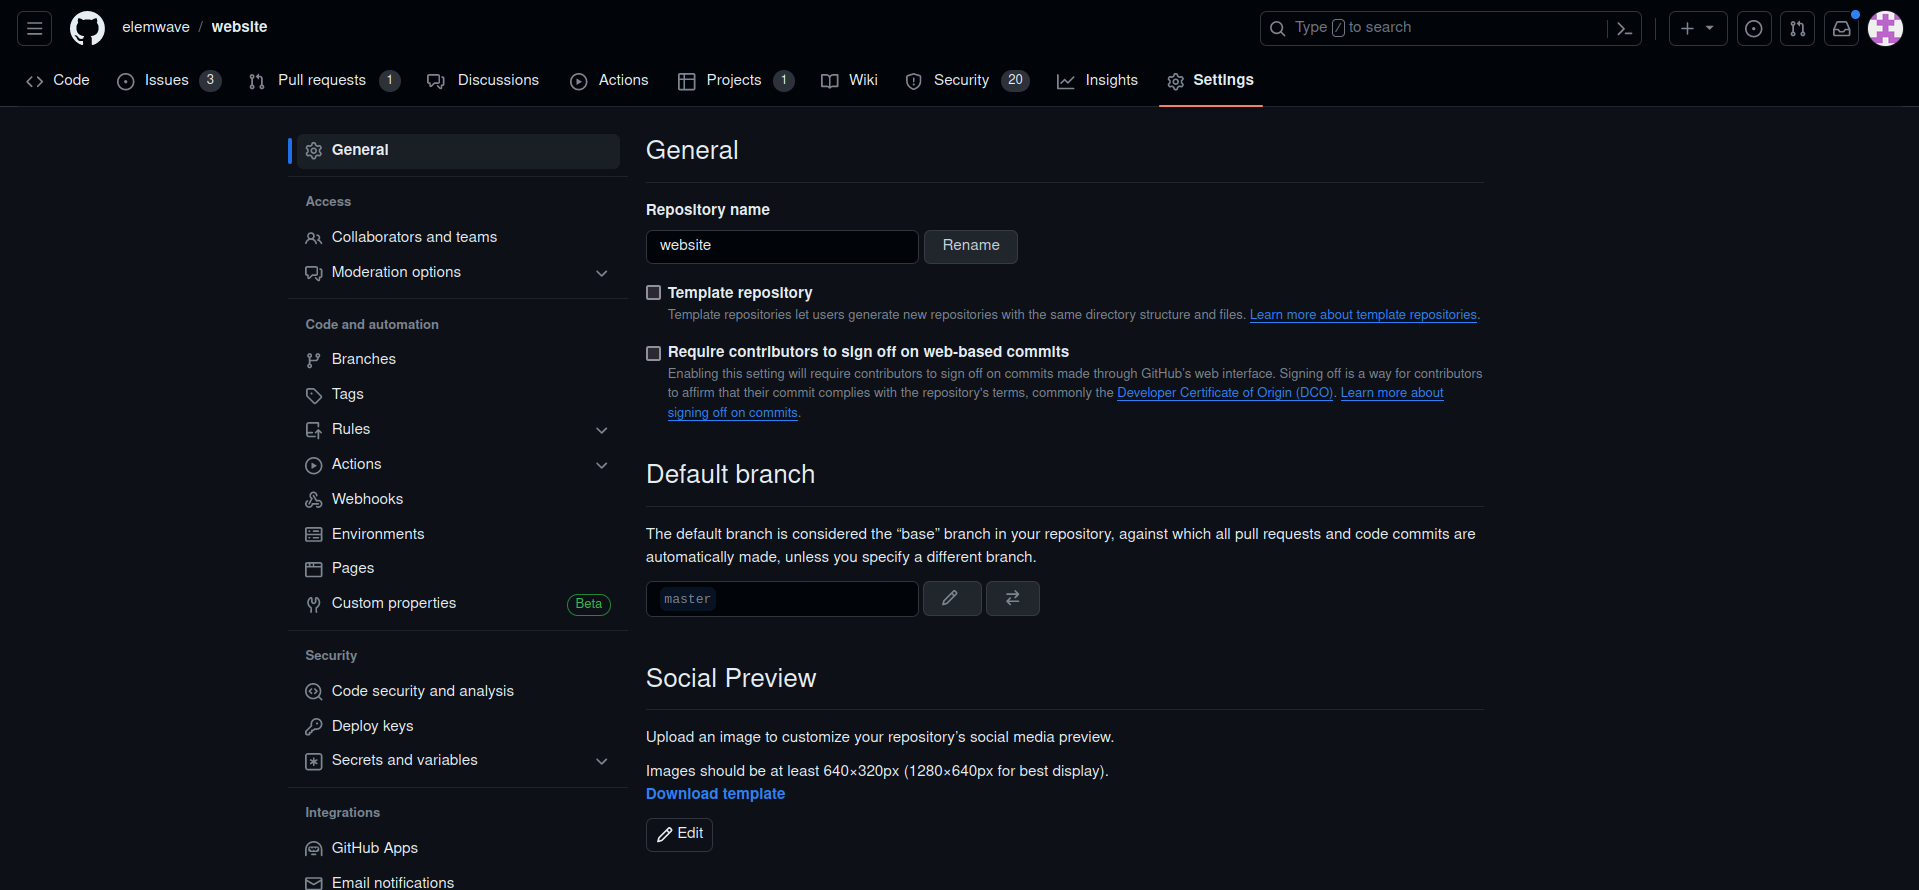 elemwave / website
Type / to search
Code
Issues 3
Pull requests 1
Discussions
Actions
Projects 1
Wiki
Security 20
Insights
Settings
General
Access
Collaborators and teams
Moderation options
Code and automation
Branches
Tags
Rules
Actions
Webhooks
Environments
Pages
Custom properties Beta
Security
Code security and analysis
Deploy keys
Secrets and variables
Integrations
GitHub Apps
Email notifications
General
Repository name
website Rename
Template repository
Template repositories let users generate new repositories with the same directory structure and files. Learn more about template repositories.
Require contributors to sign off on web-based commits
Enabling this setting will require contributors to sign off on commits made through GitHub's web interface. Signing off is a way for contributors
to affirm that their commit complies with the repository's terms, commonly the Developer Certificate of Origin (DCO). Learn more about
signing off on commits.
Default branch
The default branch is considered the “base” branch in your repository, against which all pull requests and code commits are
automatically made, unless you specify a different branch.
master
Social Preview
Upload an image to customize your repository's social media preview.
Images should be at least 640×320px (1280×640px for best display).
Download template
Edit